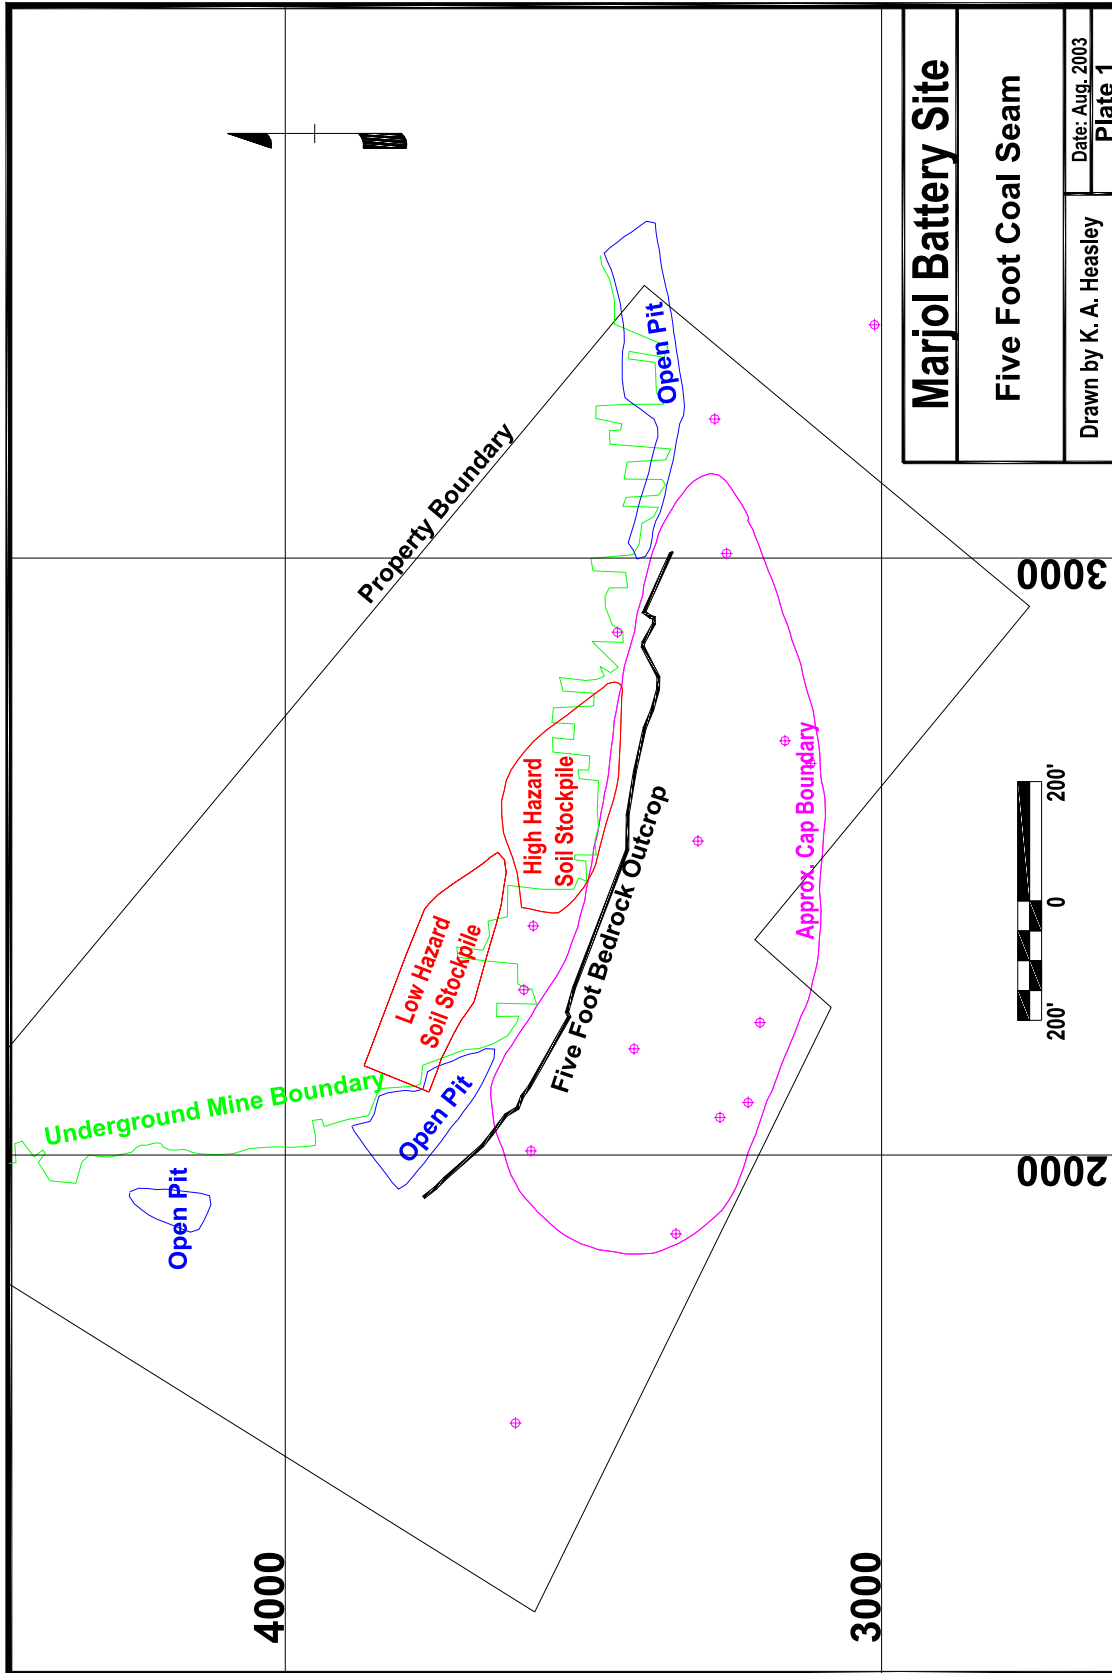 Marjol Battery Site
Five Foot Coal Seam
Drawn by K. A. Heasley
Date: Aug. 2003
Plate 1
Property Boundary
Open Pit
Underground Mine Boundary
Open Pit
Open Pit
Low Hazard
Soil Stockpile
High Hazard
Soil Stockpile
Five Foot Bedrock Outcrop
Approx. Cap Boundary
4000
3000
2000
3000
200'
0
200'